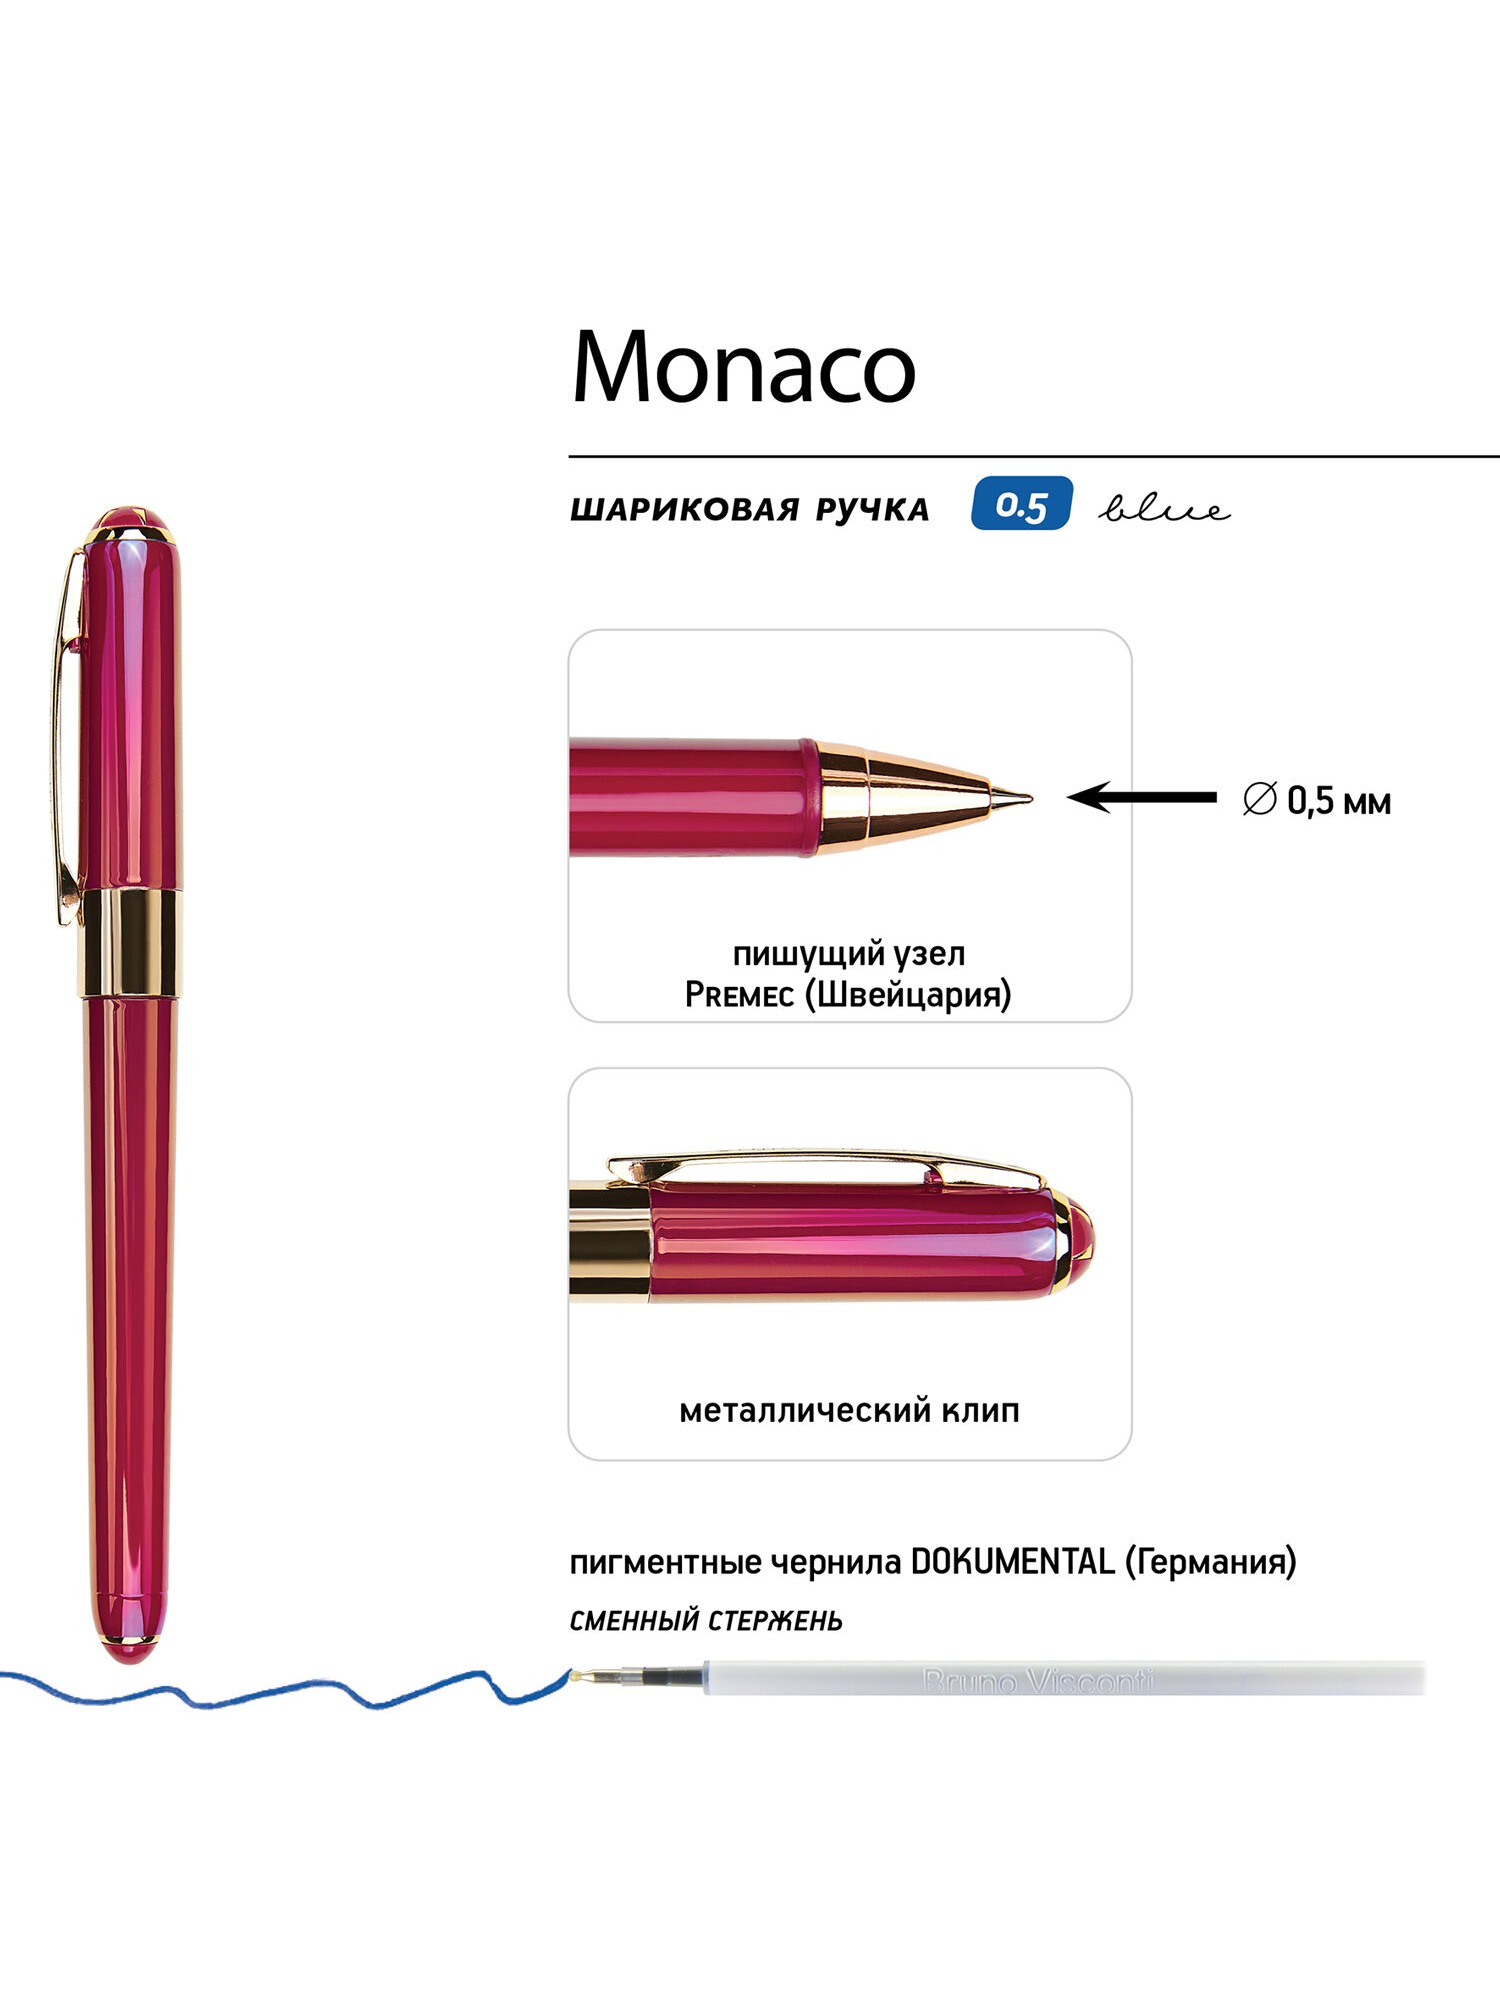 Monaco
ШАРИКОВАЯ РУЧКА 0.5 blue
Ø 0,5 мм
пишущий узел
PREMEC (Швейцария)
металлический клип
пигментные чернила DOKUMENTAL (Германия)
СМЕННЫЙ СТЕРЖЕНЬ
Bruno Visconti